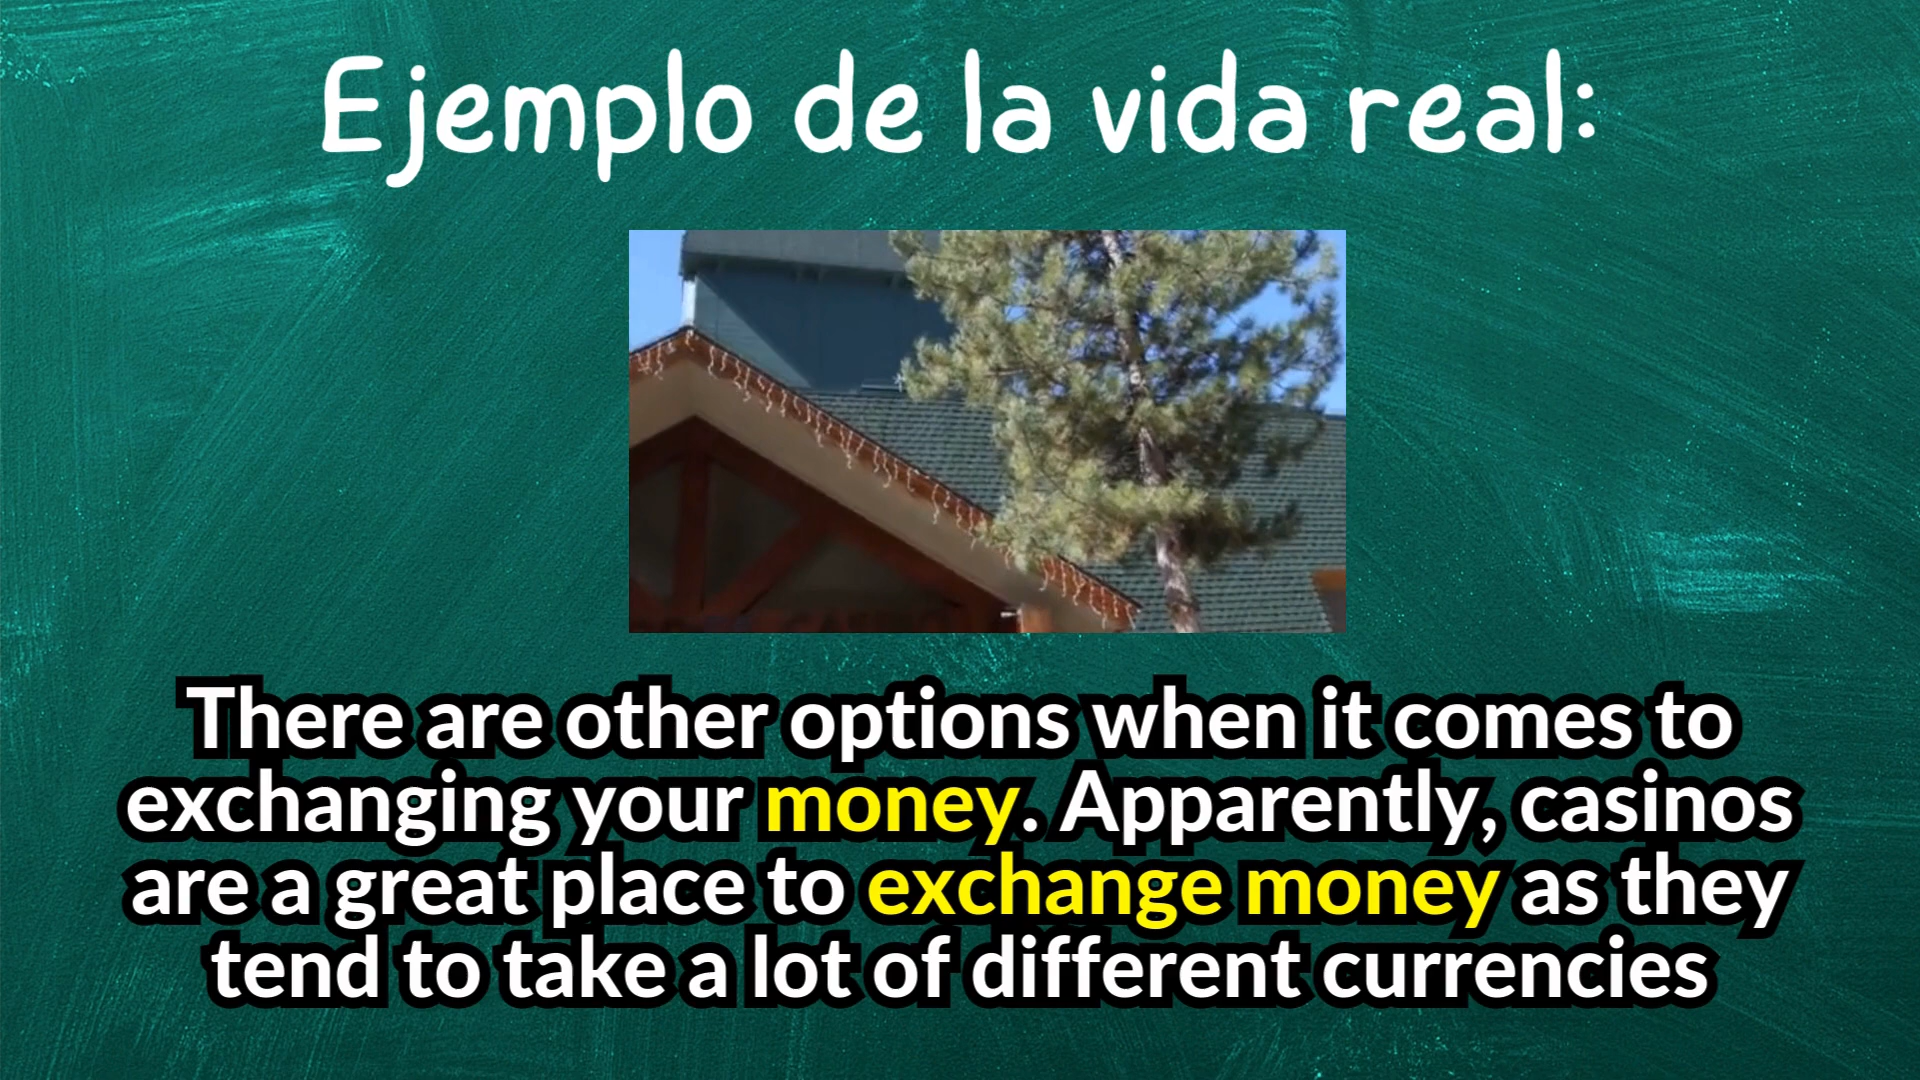 Ejemplo de la vida real:
There are other options when it comes to
exchanging your money. Apparently, casinos
are a great place to exchange money as they
tend to take a lot of different currencies